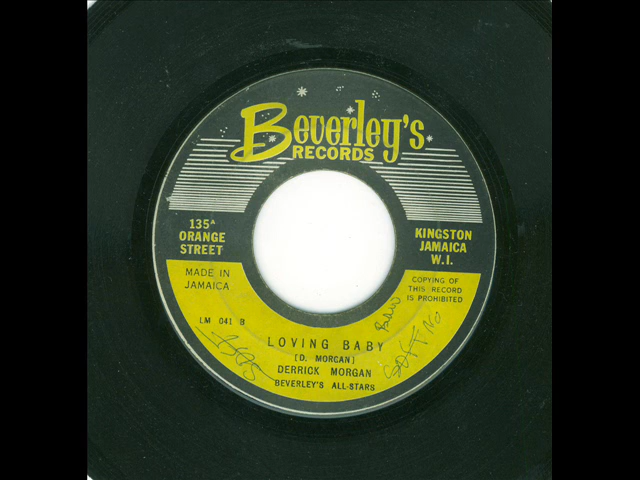 Beverley's
RECORDS
135ᴬ
ORANGE
STREET
KINGSTON
JAMAICA
W.I.
MADE IN
JAMAICA
COPYING OF
THIS RECORD
IS PROHIBITED
LM 041 B
LOVING BABY
(D. MORGAN)
DERRICK MORGAN
BEVERLEY'S ALL-STARS